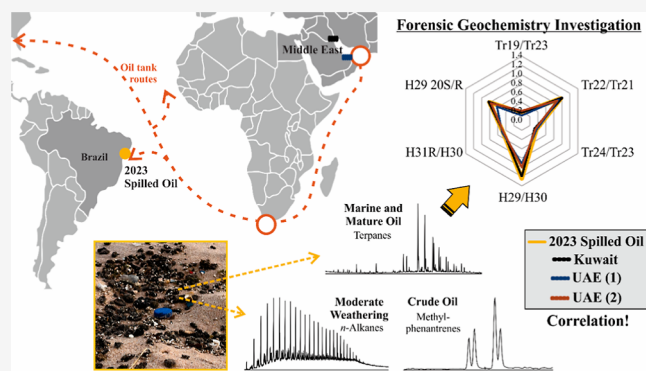 Forensic Geochemistry Investigation
Middle East
Oil tank
routes
Brazil
2023
Spilled Oil
Tr19/Tr23
1.4
1.2
1.0
0.8
0.6
0.4
0.2
0.0
Tr22/Tr21
Tr24/Tr23
H29/H30
H31R/H30
H29 20S/R
Marine and
Mature Oil
Terpanes
Moderate
Weathering
n-Alkanes
Crude Oil
Methyl-
phenantrenes
2023 Spilled Oil
Kuwait
UAE (1)
UAE (2)
Correlation!